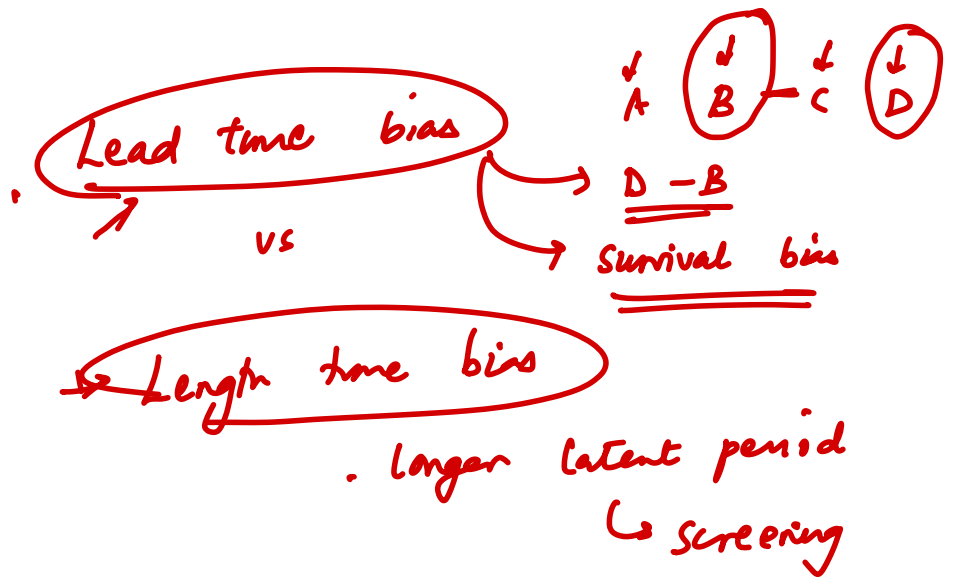 A B – C D
Lead time bias
D – B
vs
Survival bias
Length time bias
. longer latent period
screening